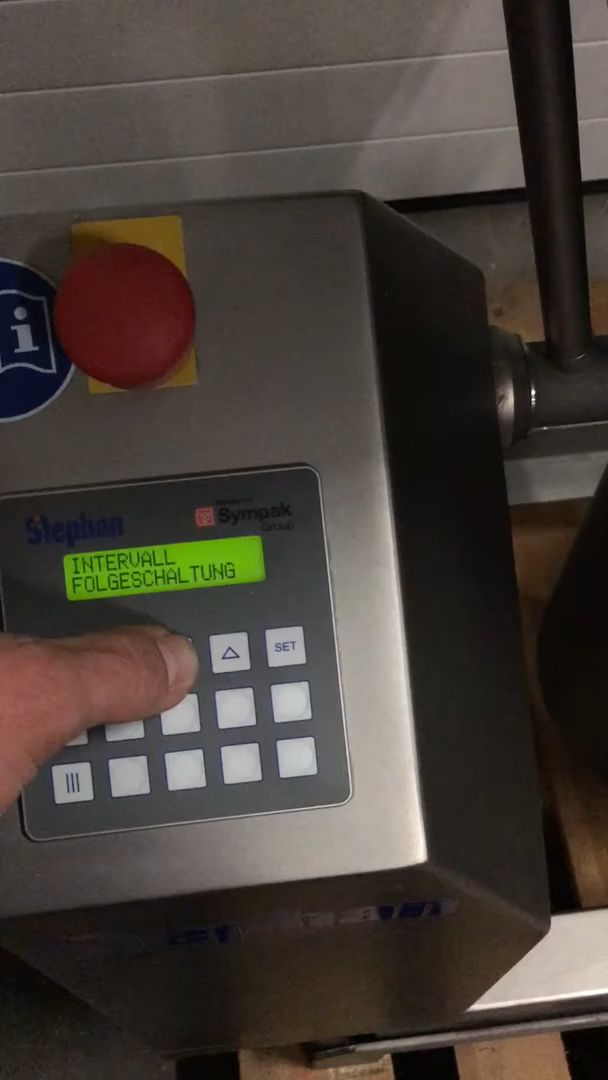 i
Stephan
Sympak
Group
INTERVALL
FOLGESCHALTUNG
SET